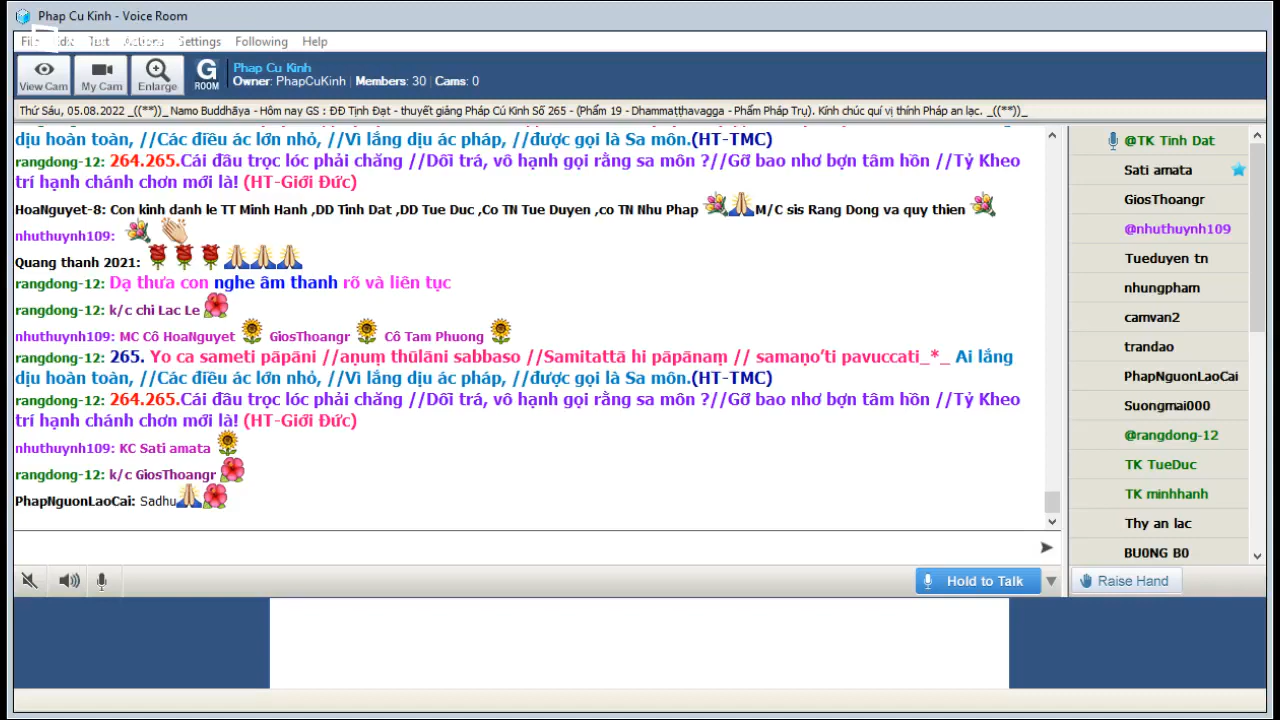 Phap Cu Kinh - Voice Room
Text Actions Settings Following Help
View Cam My Cam Enlarge G ROOM
Phap Cu Kinh
Owner: PhapCuKinh | Members: 30 | Cams: 0
Thứ Sáu, 05.08.2022 _((**))_ Namo Buddhāya - Hôm nay GS : ĐĐ Tịnh Đạt - thuyết giảng Pháp Cú Kinh Số 265 - (Phẩm 19 - Dhammaṭṭhavagga - Phẩm Pháp Trụ). Kính chúc quí vị thính Pháp an lạc. _((**))_
dịu hoàn toàn, //Các điều ác lớn nhỏ, //Vì lắng dịu ác pháp, //được gọi là Sa môn.(HT-TMC)
rangdong-12: 264.265.Cái đầu trọc lóc phải chăng //Dối trá, vô hạnh gọi rằng sa môn ?//Gỡ bao nhơ bợn tâm hồn //Tỷ Kheo
trí hạnh chánh chơn mới là! (HT-Giới Đức)
HoaNguyet-8: Con kinh danh le TT Minh Hanh ,DD Tinh Dat ,DD Tue Duc ,Co TN Tue Duyen ,co TN Nhu Phap M/C sis Rang Dong va quy thien
nhuthuynh109:
Quang thanh 2021:
rangdong-12: Dạ thưa con nghe âm thanh rõ và liên tục
rangdong-12: k/c chi Lac Le
nhuthuynh109: MC Cô HoaNguyet GiosThoangr Cô Tam Phuong
rangdong-12: 265. Yo ca sameti pāpāni //aṇuṃ thūlāni sabbaso //Samitattā hi pāpānaṃ // samaṇo’ti pavuccati_*_ Ai lắng
dịu hoàn toàn, //Các điều ác lớn nhỏ, //Vì lắng dịu ác pháp, //được gọi là Sa môn.(HT-TMC)
rangdong-12: 264.265.Cái đầu trọc lóc phải chăng //Dối trá, vô hạnh gọi rằng sa môn ?//Gỡ bao nhơ bợn tâm hồn //Tỷ Kheo
trí hạnh chánh chơn mới là! (HT-Giới Đức)
nhuthuynh109: KC Sati amata
rangdong-12: k/c GiosThoangr
PhapNguonLaoCai: Sadhu
@TK Tinh Dat
Sati amata
GiosThoangr
@nhuthuynh109
Tueduyen tn
nhungpham
camvan2
trandao
PhapNguonLaoCai
Suongmai000
@rangdong-12
TK TueDuc
TK minhhanh
Thy an lac
BU0NG B0
Hold to Talk
Raise Hand